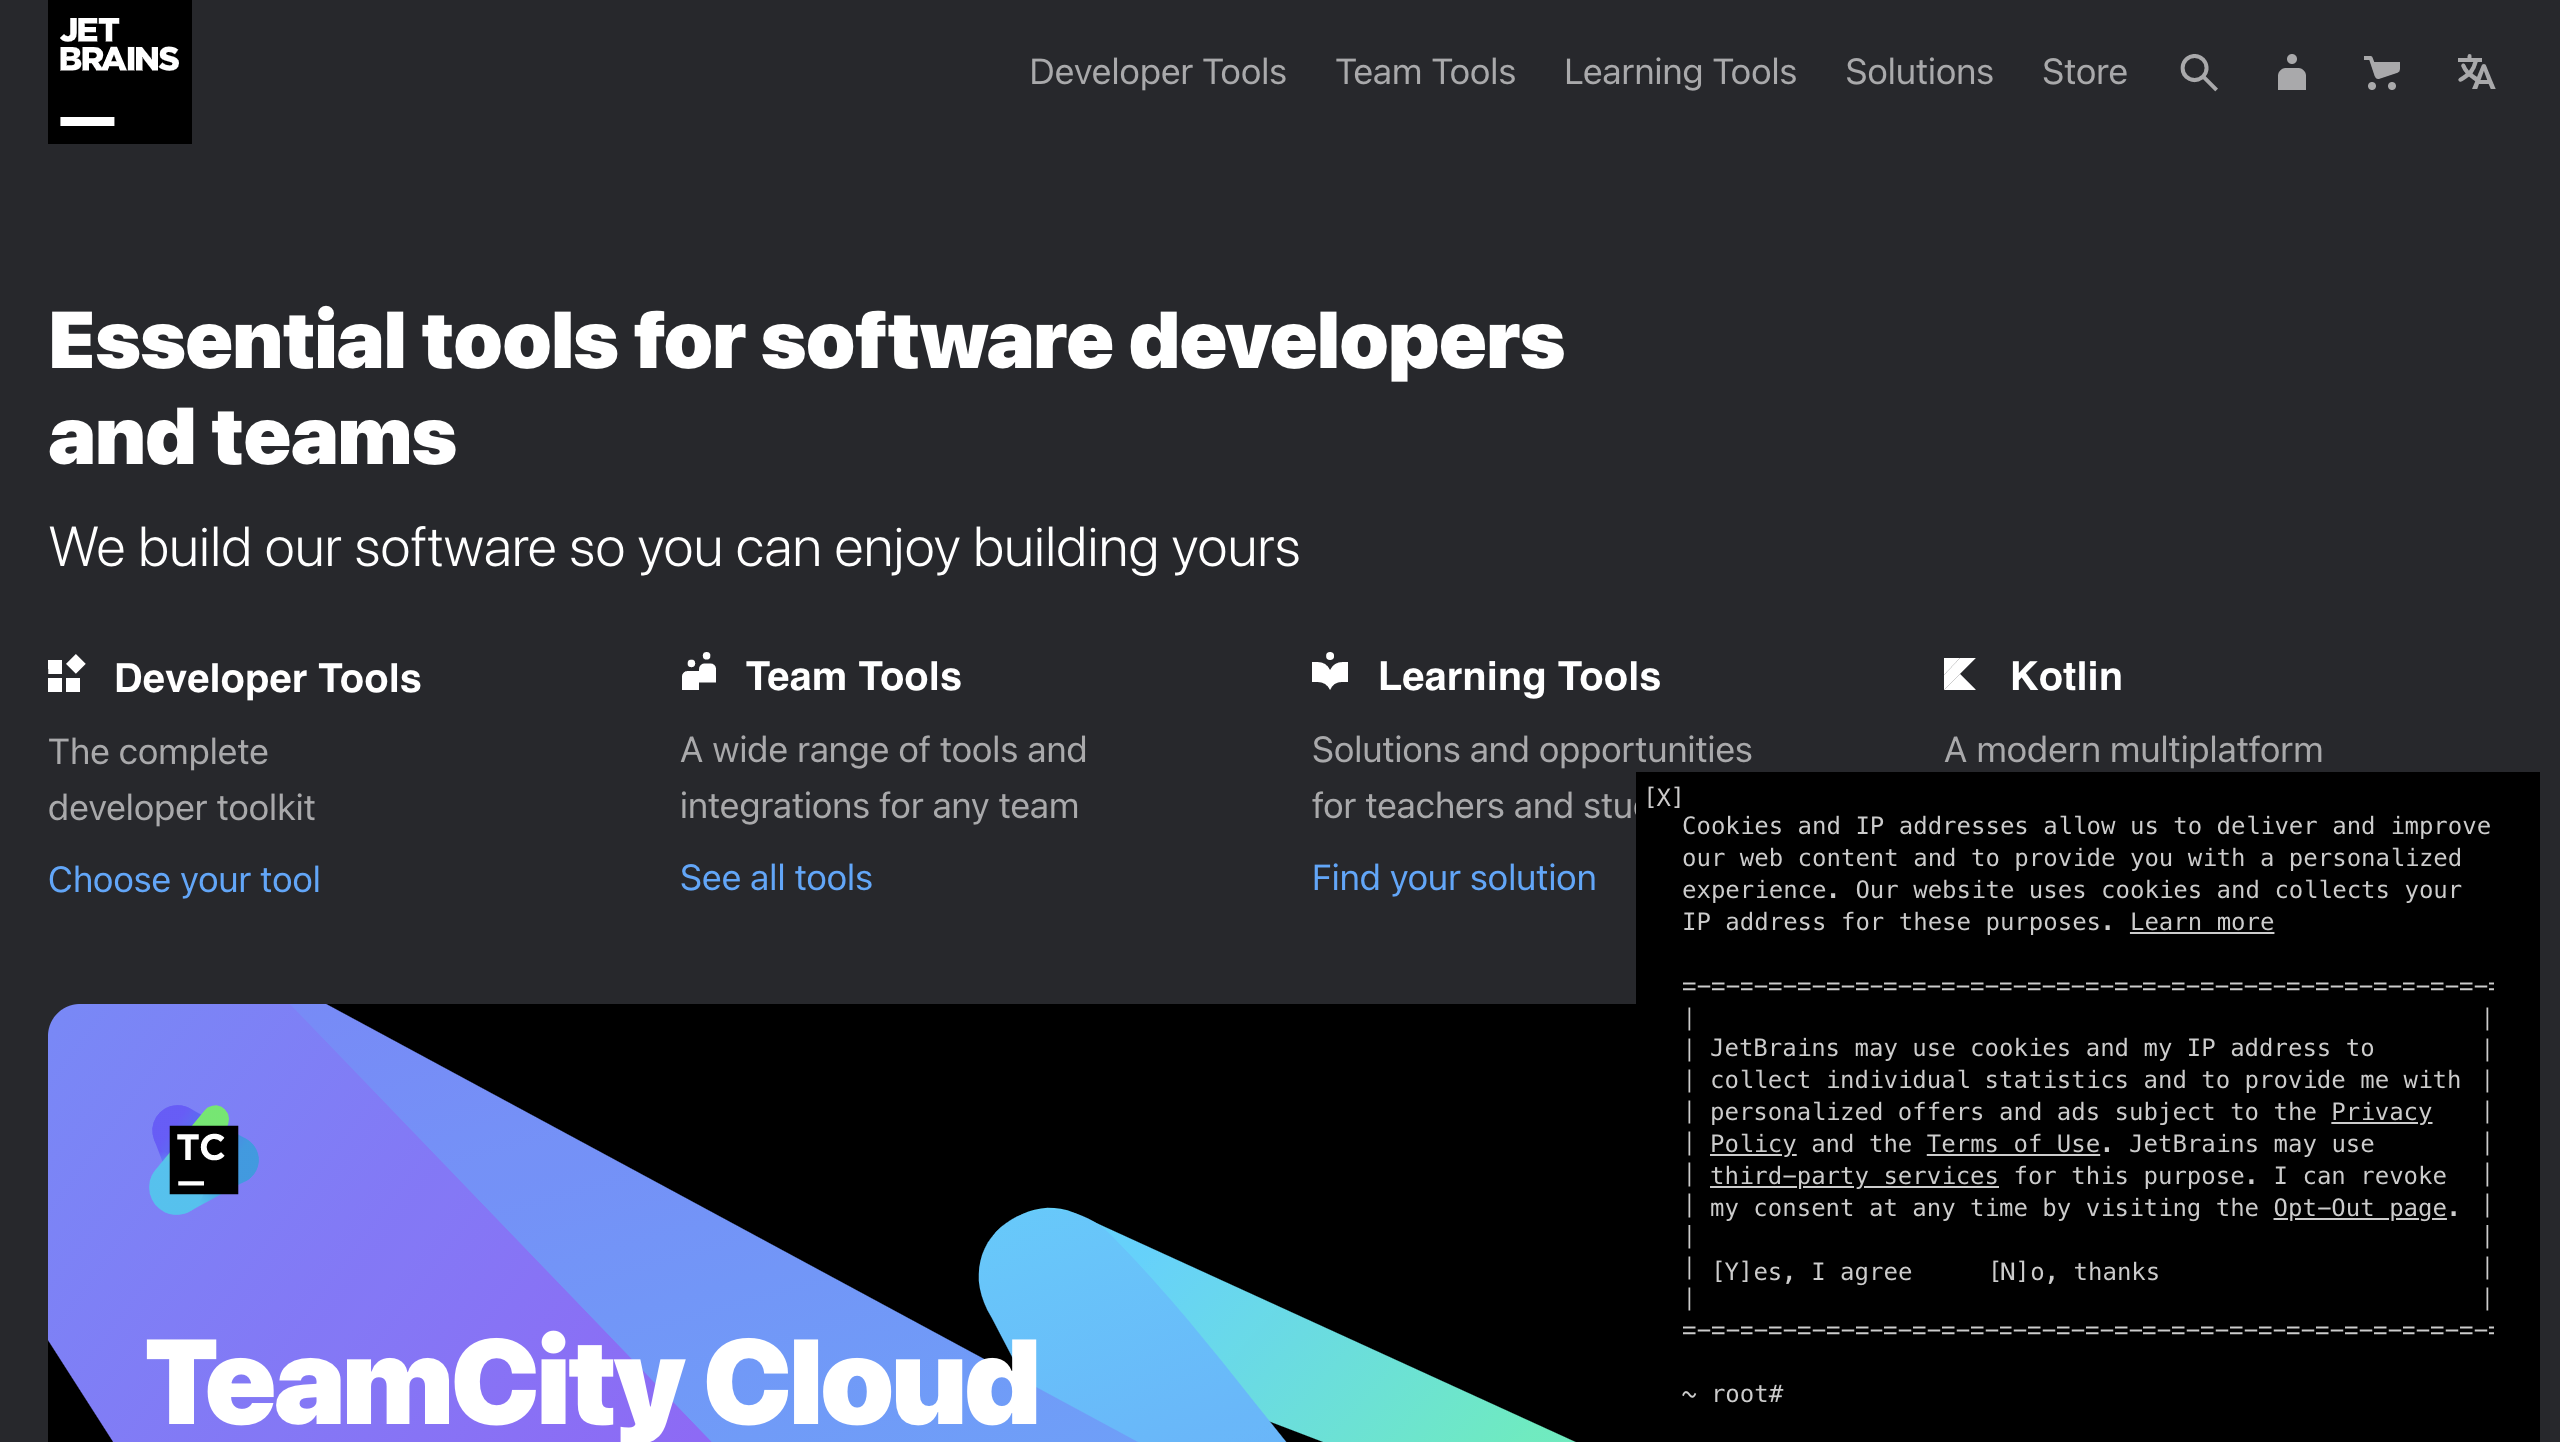 JET
BRAINS
Developer Tools
Team Tools
Learning Tools
Solutions
Store
Essential tools for software developers
and teams
We build our software so you can enjoy building yours
Developer Tools
The complete
developer toolkit
Choose your tool
Team Tools
A wide range of tools and
integrations for any team
See all tools
Learning Tools
Solutions and opportunities
for teachers and
Find your solution
Kotlin
A modern multiplatform
[X]
Cookies and IP addresses allow us to deliver and improve
our web content and to provide you with a personalized
experience. Our website uses cookies and collects your
IP address for these purposes. Learn more
JetBrains may use cookies and my IP address to
collect individual statistics and to provide me with
personalized offers and ads subject to the Privacy
Policy and the Terms of Use. JetBrains may use
third-party services for this purpose. I can revoke
my consent at any time by visiting the Opt-Out page.
[Y]es, I agree [N]o, thanks
~ root#
TC
TeamCity Cloud